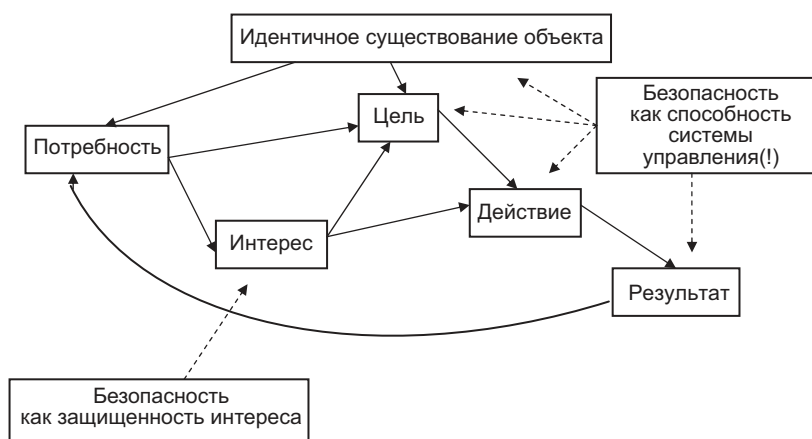 Идентичное существование объекта
Безопасность
как способность
системы
управления(!)
Цель
Потребность
Действие
Интерес
Результат
Безопасность
как защищенность интереса